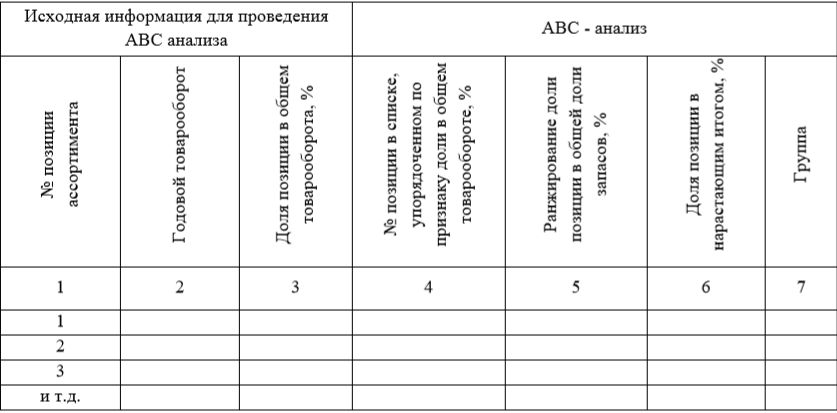 Исходная информация для проведения
АВС анализа
АВС - анализ
№ позиции
ассортимента
Годовой товарооборот
Доля позиции в общем
товарооборота, %
№ позиции в списке,
упорядоченном по
признаку доли в общем
товарообороте, %
Ранжирование доли
позиции в общей доли
запасов, %
Доля позиции в
нарастающим итогом, %
Группа
1
2
3
4
5
6
7
1
2
3
и т.д.